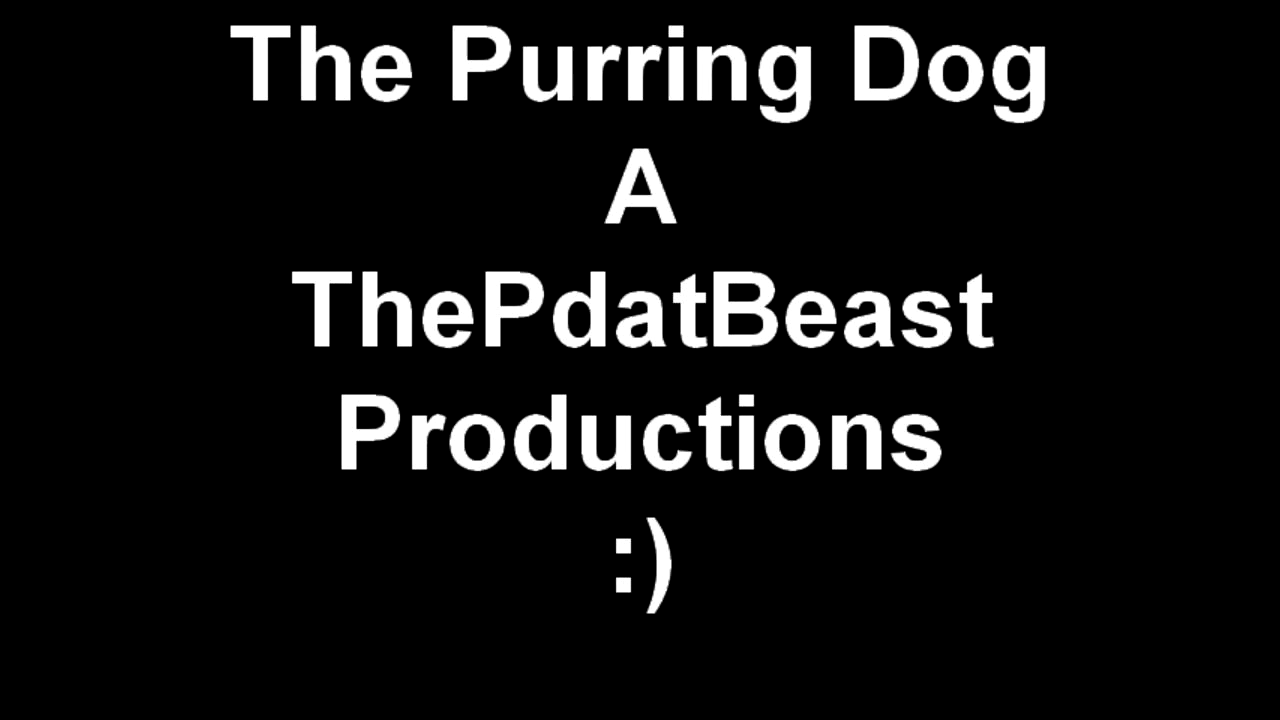 The Purring Dog
A
ThePdatBeast
Productions
:)